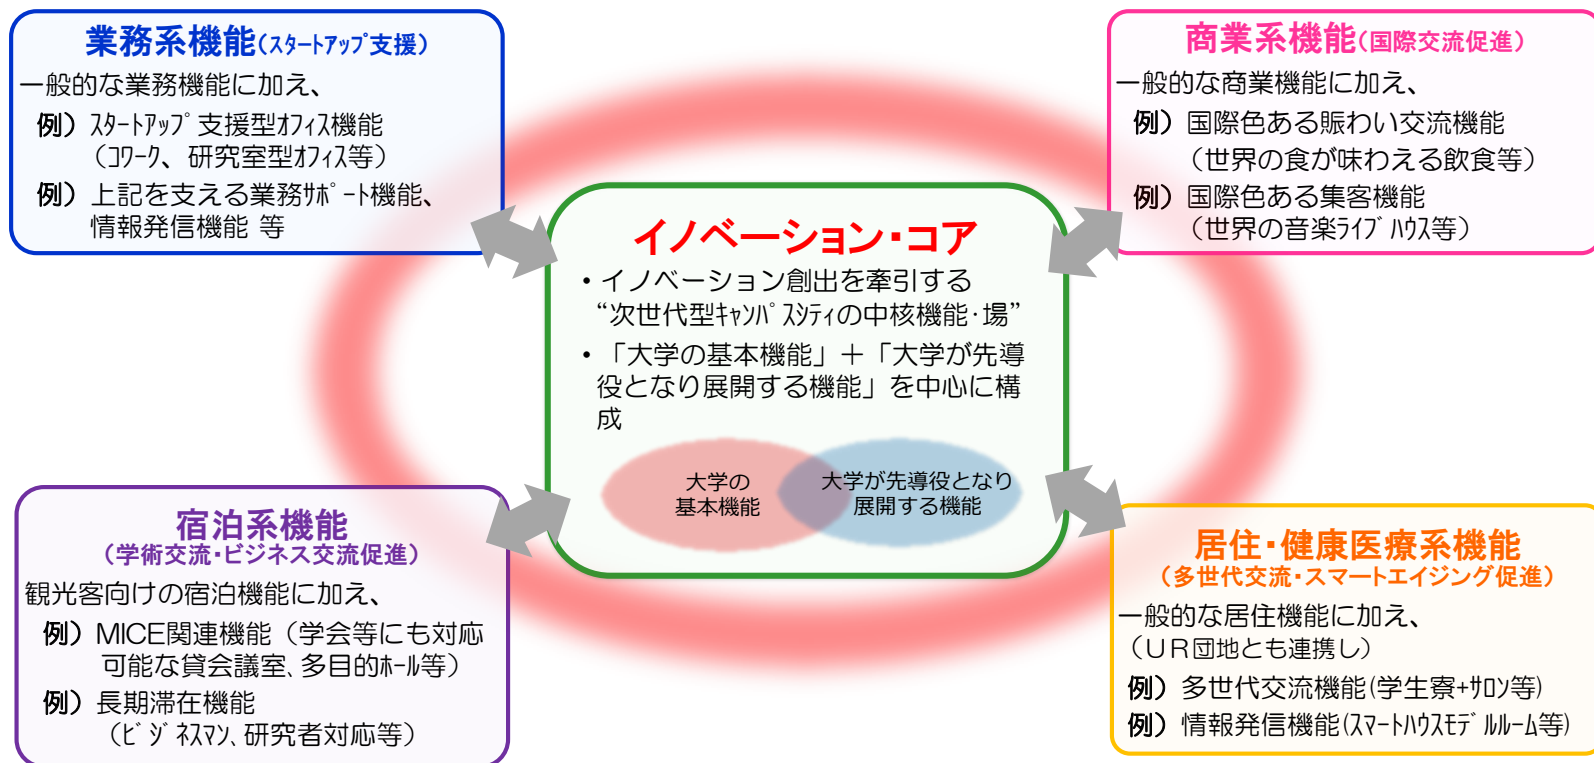 業務系機能(ｽﾀｰﾄｱｯﾌﾟ支援)
一般的な業務機能に加え、
例）ｽﾀｰﾄｱｯﾌﾟ支援型ｵﾌｨｽ機能
（ｺﾜｰｸ、研究室型ｵﾌｨｽ等）
例）上記を支える業務ｻﾎﾟｰﾄ機能、
情報発信機能 等
商業系機能(国際交流促進)
一般的な商業機能に加え、
例）国際色ある賑わい交流機能
（世界の食が味わえる飲食等）
例）国際色ある集客機能
（世界の音楽ﾗｲﾌﾞﾊｳｽ等）
イノベーション・コア
・イノベーション創出を牽引する
“次世代型ｷｬﾝﾊﾟｽｼﾃｨの中核機能・場”
・「大学の基本機能」＋「大学が先導
役となり展開する機能」を中心に構
成
大学の
基本機能
大学が先導役となり
展開する機能
宿泊系機能
(学術交流・ビジネス交流促進)
観光客向けの宿泊機能に加え、
例）MICE関連機能（学会等にも対応
可能な貸会議室、多目的ﾎｰﾙ等）
例）長期滞在機能
（ﾋﾞｼﾞﾈｽﾏﾝ、研究者対応等）
居住・健康医療系機能
(多世代交流・スマートエイジング促進)
一般的な居住機能に加え、
（ＵＲ団地とも連携し）
例）多世代交流機能(学生寮+ｻﾛﾝ等)
例）情報発信機能(ｽﾏｰﾄﾊｳｽﾓﾃﾞﾙﾙｰﾑ等)